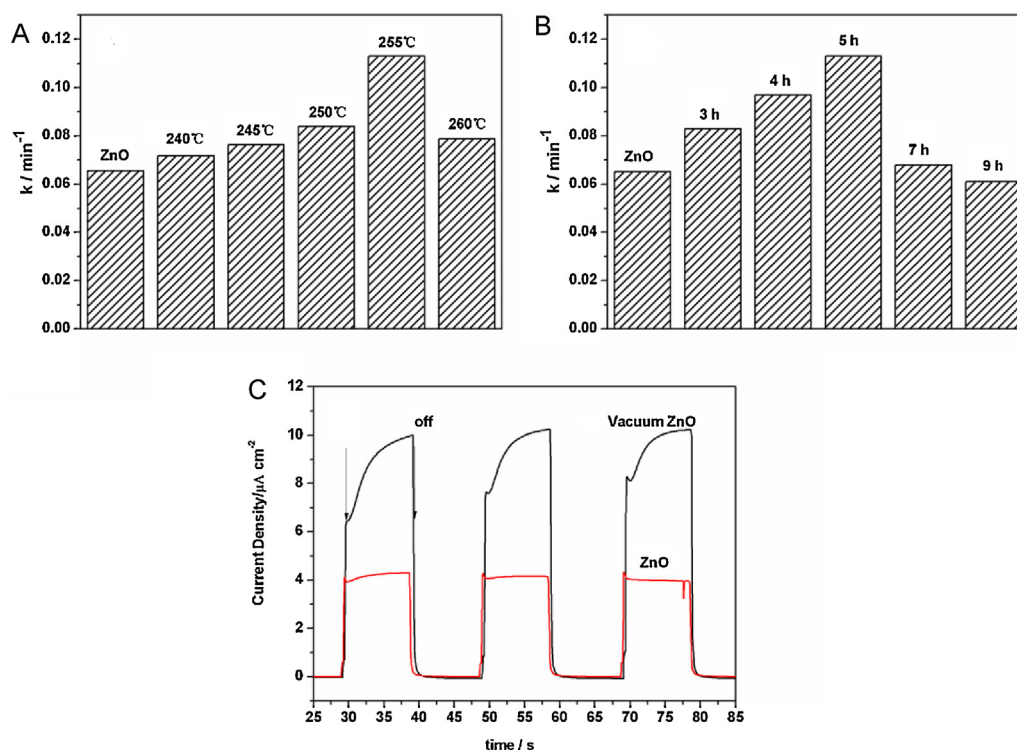 A
0.12
0.10
0.08
0.06
0.04
0.02
0.00
k / min⁻¹
ZnO
240℃
245℃
250℃
255℃
260℃
B
0.12
0.10
0.08
0.06
0.04
0.02
0.00
k / min⁻¹
ZnO
3 h
4 h
5 h
7 h
9 h
C
12
10
8
6
4
2
0
Current Density/μA cm⁻²
off
Vacuum ZnO
ZnO
25 30 35 40 45 50 55 60 65 70 75 80 85
time / s